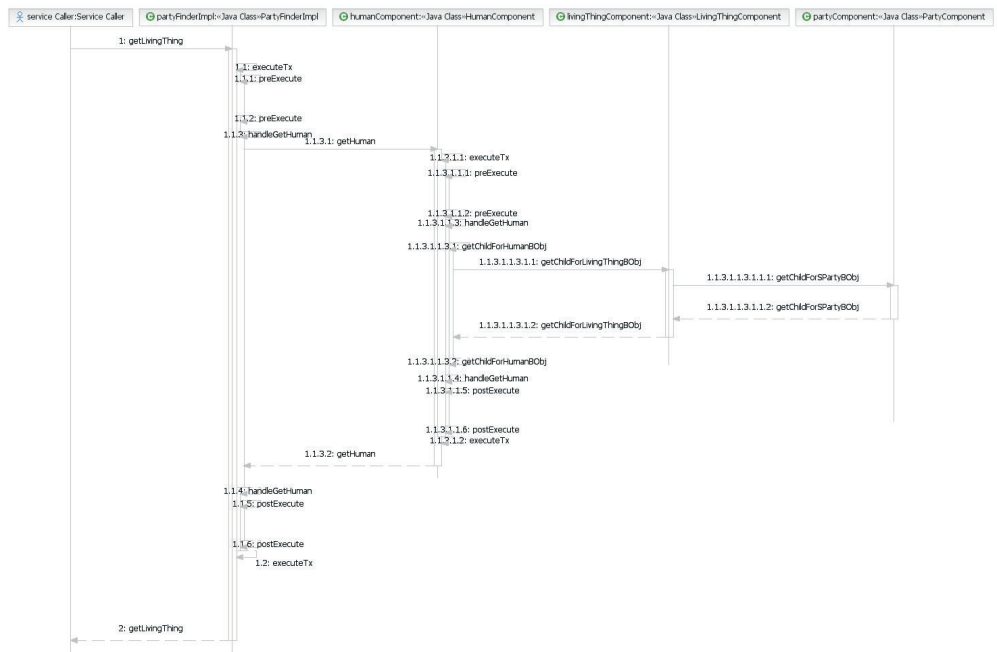 service Caller:Service Caller
partyFinderImpl:«Java Class»PartyFinderImpl
humanComponent:«Java Class»HumanComponent
livingThingComponent:«Java Class»LivingThingComponent
partyComponent:«Java Class»PartyComponent
1: getLivingThing
1.1: executeTx
1.1.1: preExecute
1.1.2: preExecute
1.1.3: handleGetHuman
1.1.3.1: getHuman
1.1.3.1.1: executeTx
1.1.3.1.1.1: preExecute
1.1.3.1.1.2: preExecute
1.1.3.1.1.3: handleGetHuman
1.1.3.1.1.3.1: getChildForHumanBObj
1.1.3.1.1.3.1.1: getChildForLivingThingBObj
1.1.3.1.1.3.1.1.1: getChildForSPartyBObj
1.1.3.1.1.3.1.1.2: getChildForSPartyBObj
1.1.3.1.1.3.1.2: getChildForLivingThingBObj
1.1.3.1.1.3.2: getChildForHumanBObj
1.1.3.1.1.4: handleGetHuman
1.1.3.1.1.5: postExecute
1.1.3.1.1.6: postExecute
1.1.3.1.2: executeTx
1.1.3.2: getHuman
1.1.4: handleGetHuman
1.1.5: postExecute
1.1.6: postExecute
1.2: executeTx
2: getLivingThing